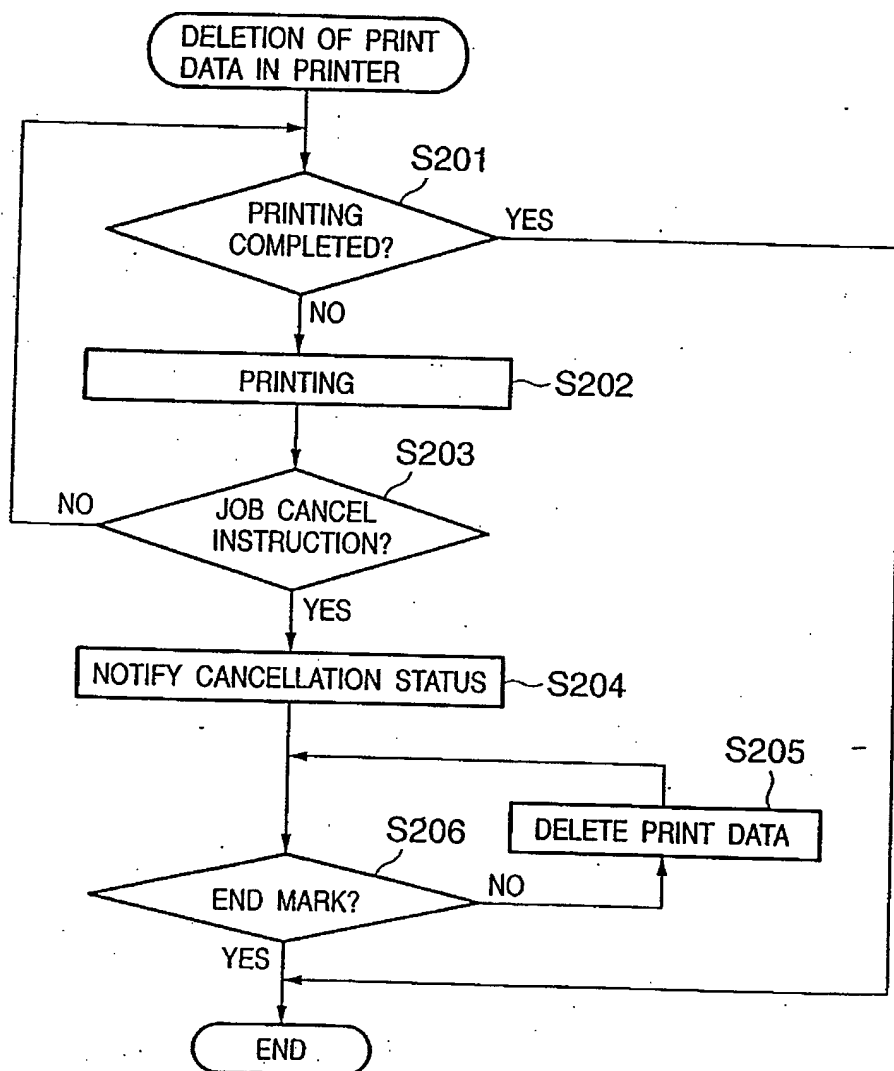 DELETION OF PRINT
DATA IN PRINTER
S201
PRINTING
COMPLETED?
YES
NO
PRINTING
S202
S203
NO
JOB CANCEL
INSTRUCTION?
YES
NOTIFY CANCELLATION STATUS
S204
S205
DELETE PRINT DATA
S206
END MARK?
NO
YES
END